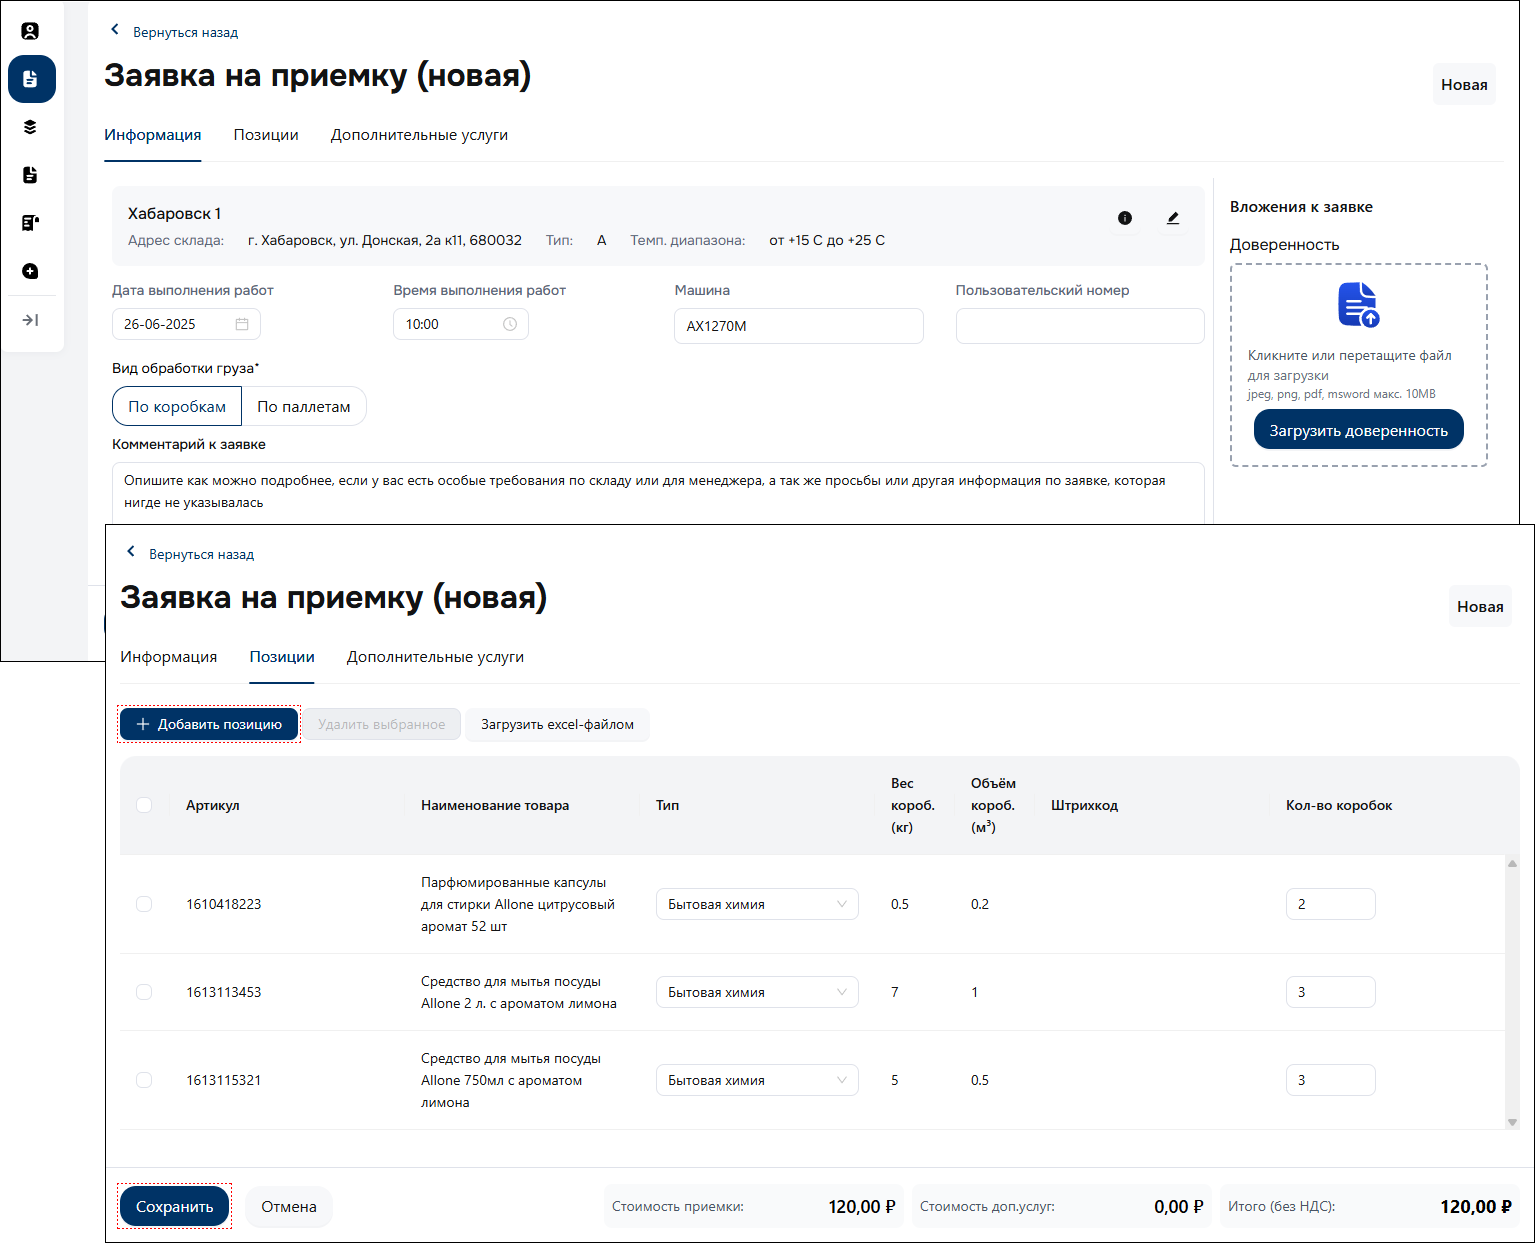 Вернуться назад
Заявка на приемку (новая)
Новая
Информация Позиции Дополнительные услуги
Хабаровск 1
Адрес склада: г. Хабаровск, ул. Донская, 2а к11, 680032 Тип: А Темп. диапазона: от +15 С до +25 С
Дата выполнения работ Время выполнения работ Машина Пользовательский номер
26-06-2025 10:00 АХ1270М
Вид обработки груза*
По коробкам По паллетам
Комментарий к заявке
Опишите как можно подробнее, если у вас есть особые требования по складу или для менеджера, а так же просьбы или другая информация по заявке, которая
нигде не указывалась
Вложения к заявке
Доверенность
Кликните или перетащите файл
для загрузки
jpeg, png, pdf, msword макс. 10MB
Загрузить доверенность
Вернуться назад
Заявка на приемку (новая)
Новая
Информация Позиции Дополнительные услуги
+ Добавить позицию Удалить выбранное Загрузить excel-файлом
Артикул Наименование товара Тип Вес короб. (кг) Объём короб. (м³) Штрихкод Кол-во коробок
1610418223 Парфюмированные капсулы для стирки Allone цитрусовый аромат 52 шт Бытовая химия 0.5 0.2 2
1613113453 Средство для мытья посуды Allone 2 л. с ароматом лимона Бытовая химия 7 1 3
1613115321 Средство для мытья посуды Allone 750мл с ароматом лимона Бытовая химия 5 0.5 3
Сохранить Отмена Стоимость приемки: 120,00 ₽ Стоимость доп.услуг: 0,00 ₽ Итого (без НДС): 120,00 ₽